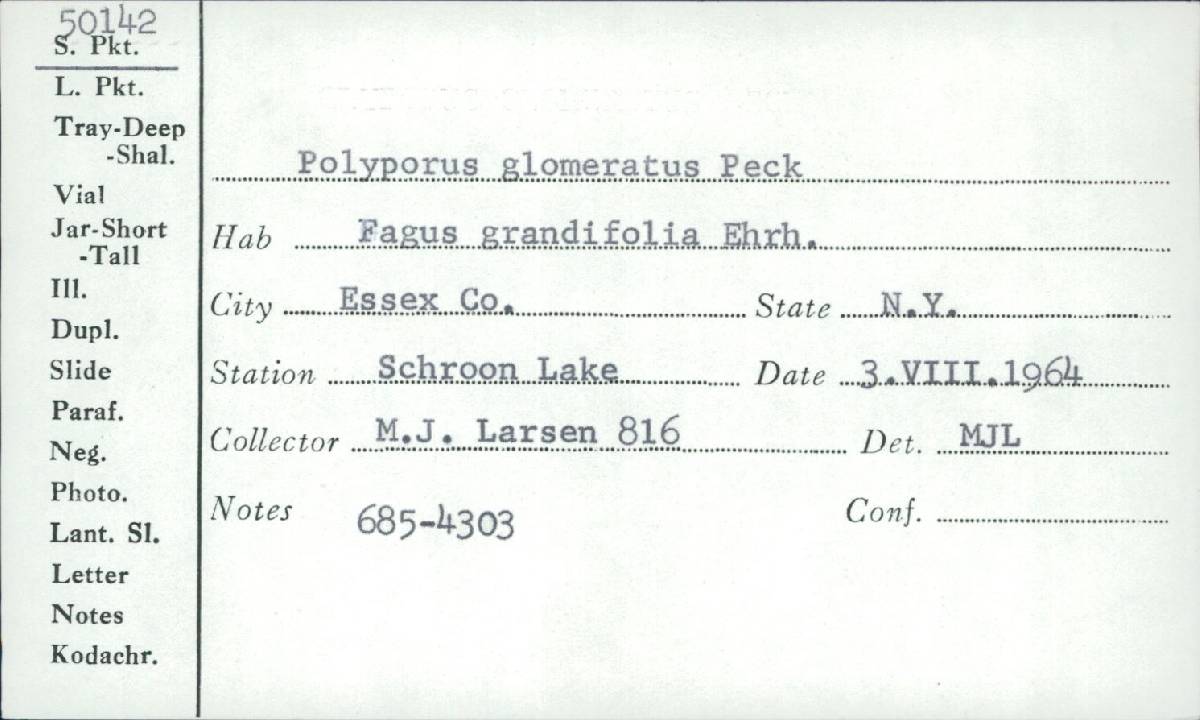 50142
S. Pkt.
L. Pkt.
Tray-Deep
-Shal.
Vial
Jar-Short
-Tall
Ill.
Dupl.
Slide
Paraf.
Neg.
Photo.
Lant. Sl.
Letter
Notes
Kodachr.
Polyporus glomeratus Peck
Hab Fagus grandifolia Ehrh.
City Essex Co. State N.Y.
Station Schroon Lake Date 3.VIII.1964
Collector M.J. Larsen 816 Det. MJL
Notes 685-4303 Conf.